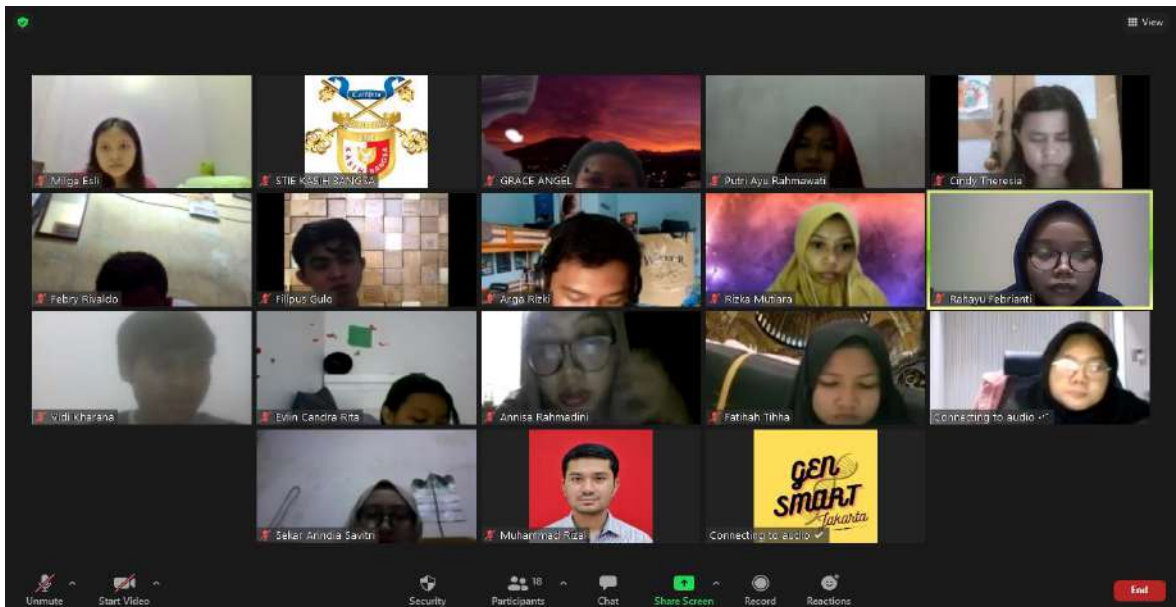 View
Milga Esli
STIE KASIH BANGSA
GRACE ANGEL
Putri Ayu Rahmawati
Cindy Theresia
Febry Rivaldo
Filipus Gulo
Arga Rizki
Rizka Mutiara
Rahayu Febrianti
Vidi Kharana
Evlin Candra Rita
Annisa Rahmadini
Fatihah Tihha
Connecting to audio
Sekar Arindia Savitri
Muhammad Rizal
GEN
SMART
Jakarta
Connecting to audio
Unmute
Start Video
Security
Participants
18
Chat
Share Screen
Record
Reactions
End